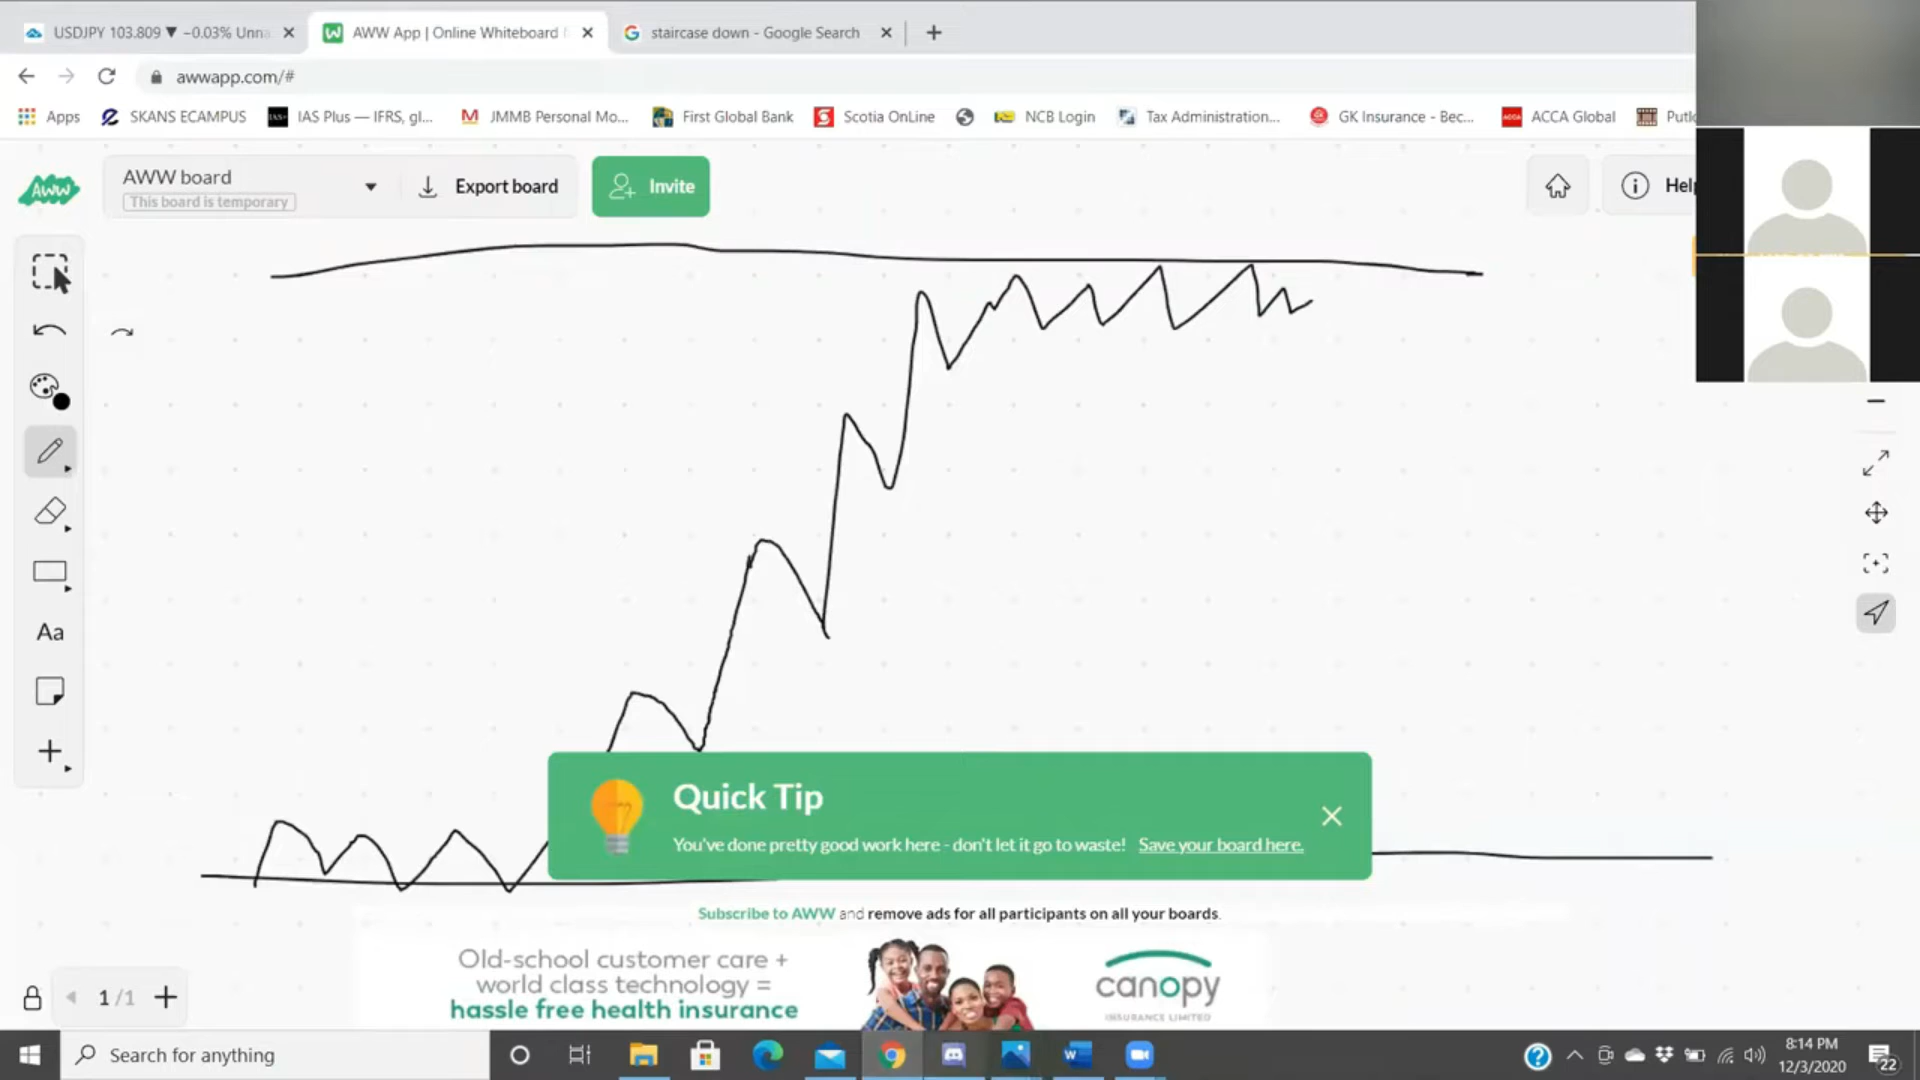 USDJPY 103.809 ▼ −0.03% Unna
AWW App | Online Whiteboard
staircase down - Google Search
awwapp.com/#
Apps
SKANS ECAMPUS
IAS Plus — IFRS, gl...
JMMB Personal Mo...
First Global Bank
Scotia OnLine
NCB Login
Tax Administration...
GK Insurance - Bec...
ACCA Global
Putl
AWW
AWW board
This board is temporary
Export board
Invite
Help
Aa
Quick Tip
You've done pretty good work here - don't let it go to waste! Save your board here.
Subscribe to AWW and remove ads for all participants on all your boards.
Old-school customer care +
world class technology =
hassle free health insurance
canopy
INSURANCE LIMITED
1/1
Search for anything
8:14 PM
12/3/2020
22